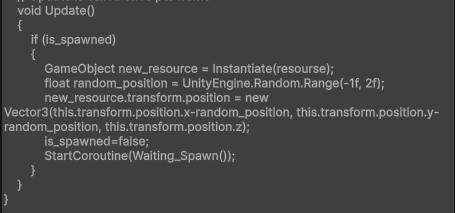 void Update()
{
if (is_spawned)
{
GameObject new_resource = Instantiate(resourse);
float random_position = UnityEngine.Random.Range(-1f, 2f);
new_resource.transform.position = new
Vector3(this.transform.position.x-random_position, this.transform.position.y-
random_position, this.transform.position.z);
is_spawned=false;
StartCoroutine(Waiting_Spawn());
}
}
}